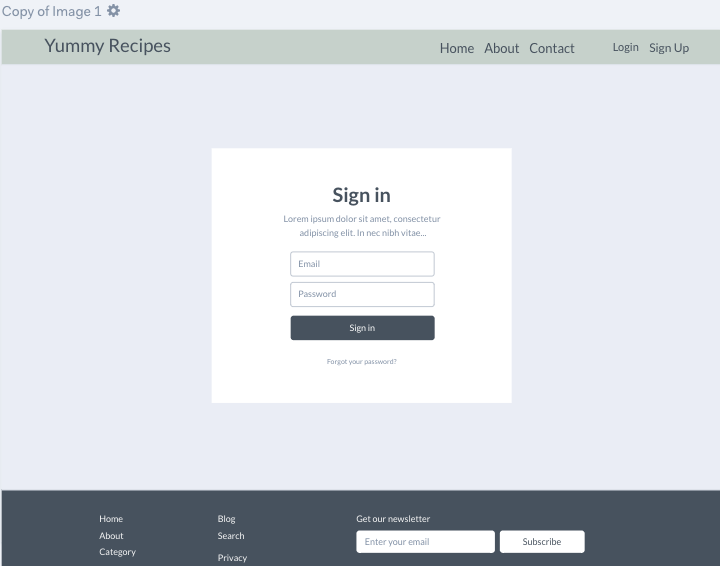 Copy of Image 1
Yummy Recipes
Home About Contact Login Sign Up
Sign in
Lorem ipsum dolor sit amet, consectetur
adipiscing elit. In nec nibh vitae...
Email
Password
Sign in
Forgot your password?
Home
About
Category
Blog
Search
Privacy
Get our newsletter
Enter your email
Subscribe